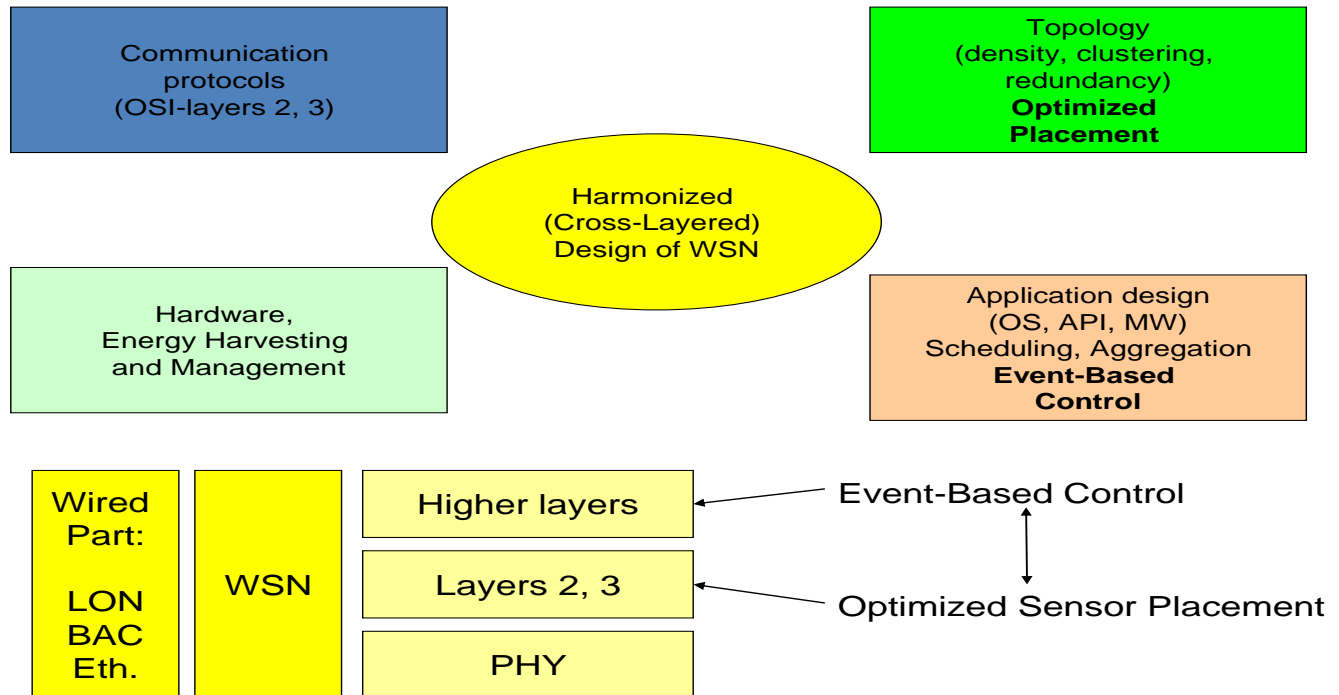 Communication
protocols
(OSI-layers 2, 3)
Topology
(density, clustering,
redundancy)
Optimized
Placement
Harmonized
(Cross-Layered)
Design of WSN
Hardware,
Energy Harvesting
and Management
Application design
(OS, API, MW)
Scheduling, Aggregation
Event-Based
Control
Wired
Part:
LON
BAC
Eth.
WSN
Higher layers
Layers 2, 3
PHY
Event-Based Control
Optimized Sensor Placement